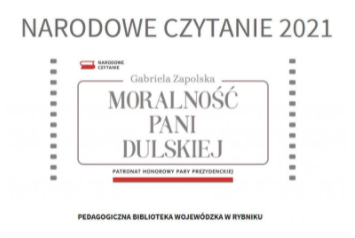 NARODOWE CZYTANIE 2021
NARODOWE
CZYTANIE
Gabriela Zapolska
MORALNOŚĆ
PANI
DULSKIEJ
PATRONAT HONOROWY PARY PREZYDENCKIEJ
PEDAGOGICZNA BIBLIOTEKA WOJEWÓDZKA W RYBNIKU